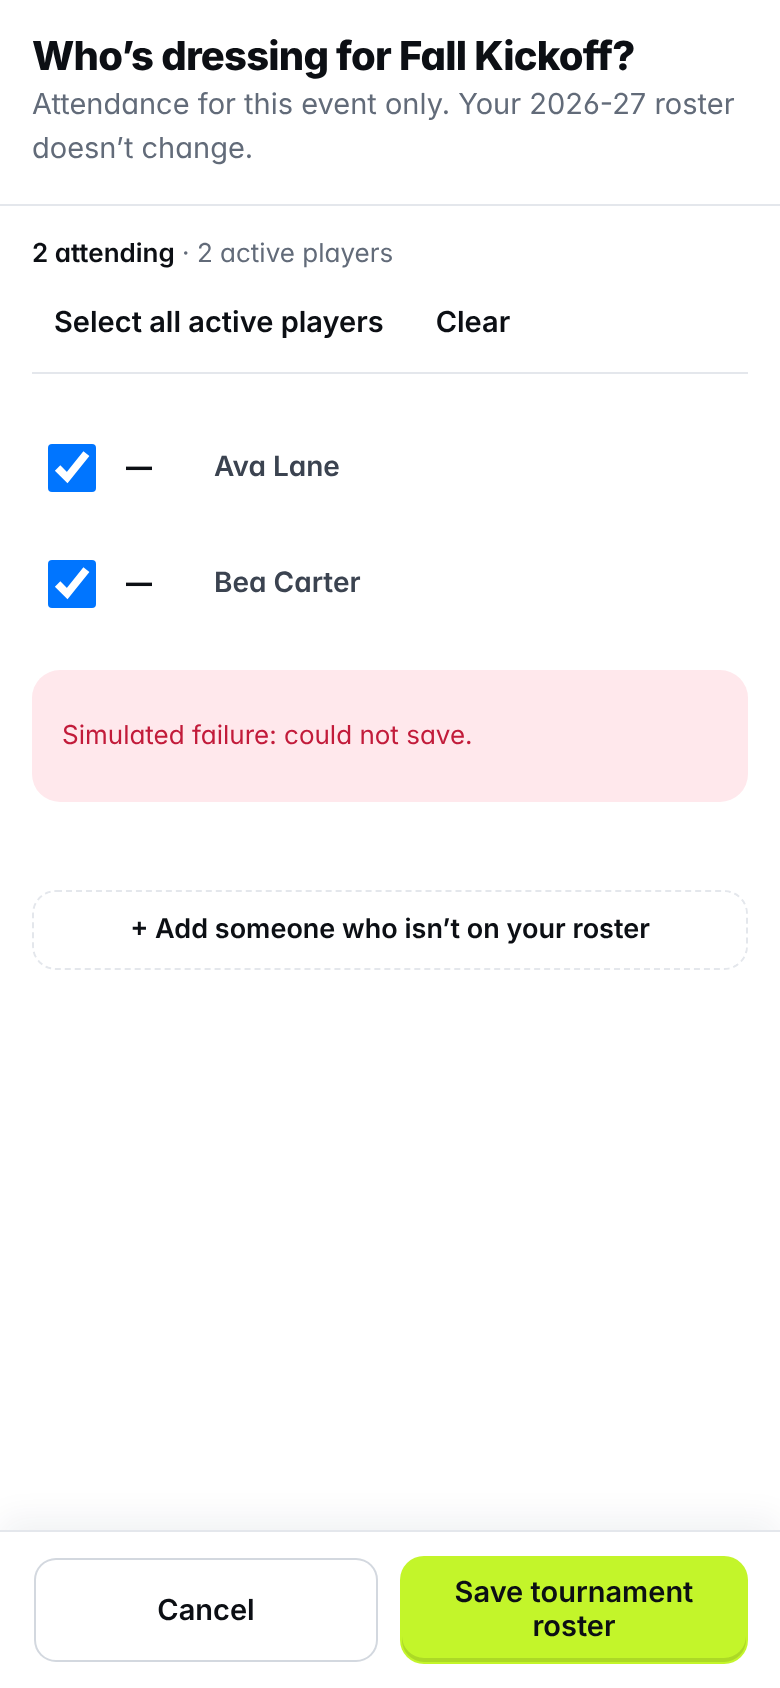 Who’s dressing for Fall Kickoff?
Attendance for this event only. Your 2026-27 roster
doesn’t change.
2 attending · 2 active players
Select all active players Clear
— Ava Lane
— Bea Carter
Simulated failure: could not save.
+ Add someone who isn’t on your roster
Cancel
Save tournament
roster